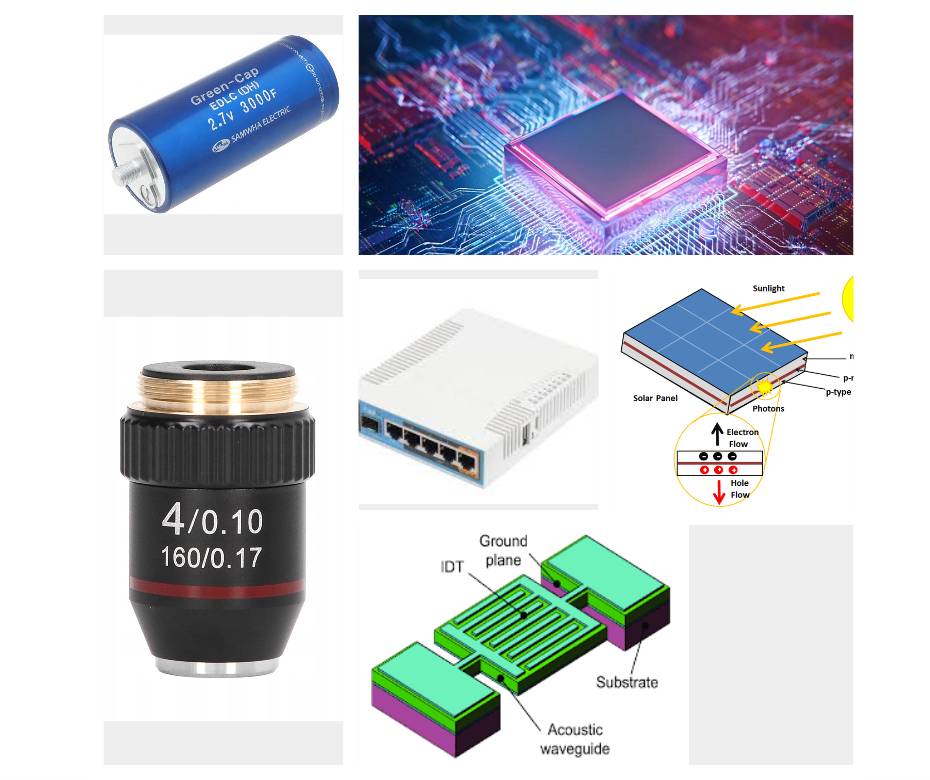 Green-Cap
EDLC (DH)
2.7V 3000F
SAMWHA ELECTRIC
4/0.10
160/0.17
Sunlight
Solar Panel
p-type
Photons
Electron
Flow
Hole
Flow
Ground
plane
IDT
Substrate
Acoustic
waveguide